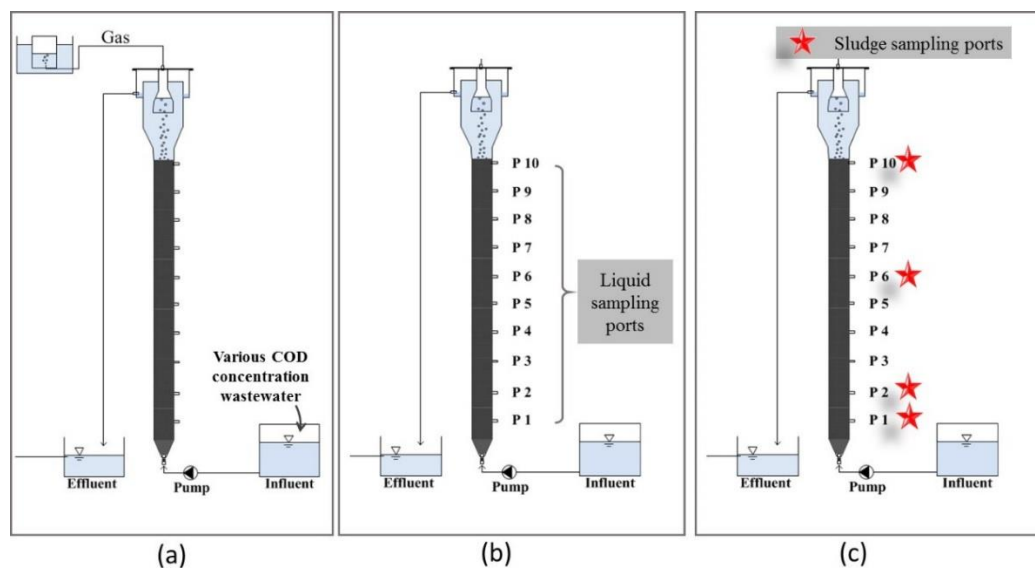 Gas
Various COD
concentration
wastewater
Effluent
Pump
Influent
(a)
P 10
P 9
P 8
P 7
P 6
P 5
P 4
P 3
P 2
P 1
Liquid
sampling
ports
Effluent
Pump
Influent
(b)
Sludge sampling ports
P 10
P 9
P 8
P 7
P 6
P 5
P 4
P 3
P 2
P 1
Effluent
Pump
Influent
(c)